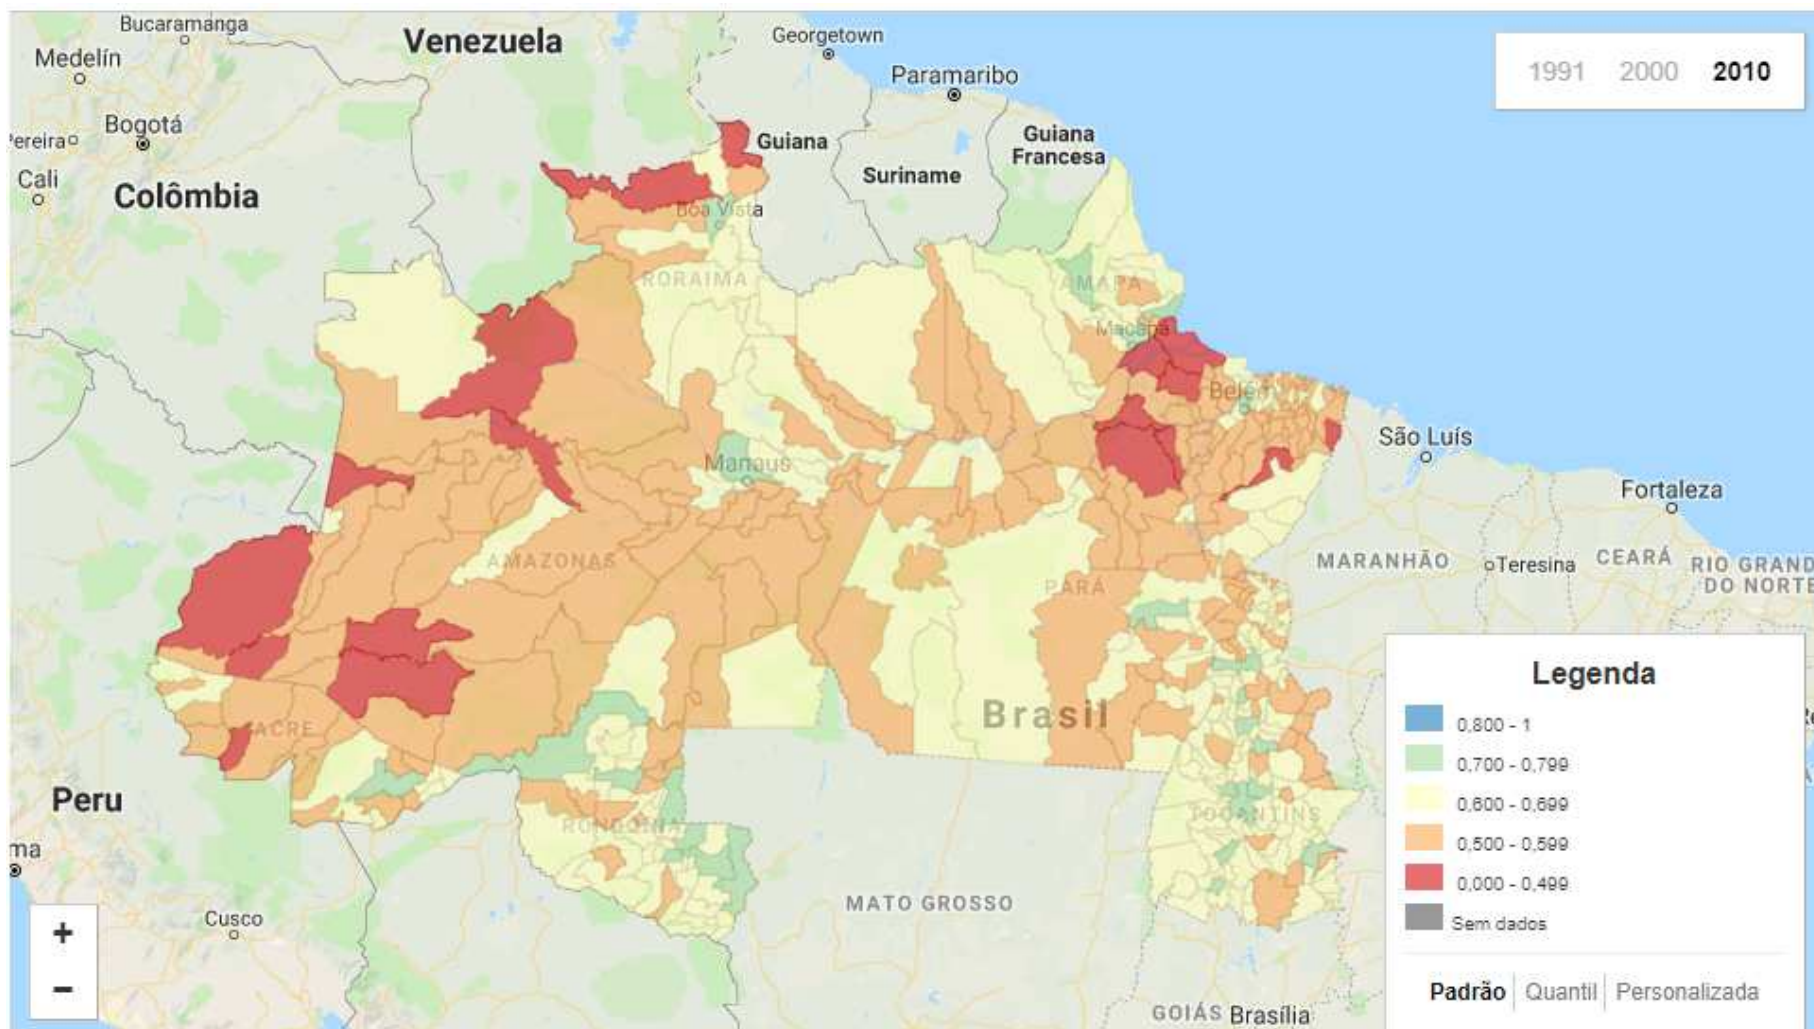 Bucaramanga
Venezuela
Georgetown
Medelín
Paramaribo
1991 2000 2010
Bogotá
Pereira
Guiana
Guiana
Francesa
Cali
Suriname
Colômbia
Boa Vista
RORAIMA
AMAPÁ
Macapá
Belém
São Luís
Manaus
Fortaleza
AMAZONAS
MARANHÃO
Teresina
CEARÁ
RIO GRAND
DO NORTE
PARÁ
Legenda
Brasil
ACRE
0,800 - 1
0,700 - 0,799
Peru
0,600 - 0,699
TOCANTINS
RONDÔNIA
0,500 - 0,599
ma
0,000 - 0,499
MATO GROSSO
Cusco
Sem dados
+
−
Padrão Quantil Personalizada
GOIÁS Brasília